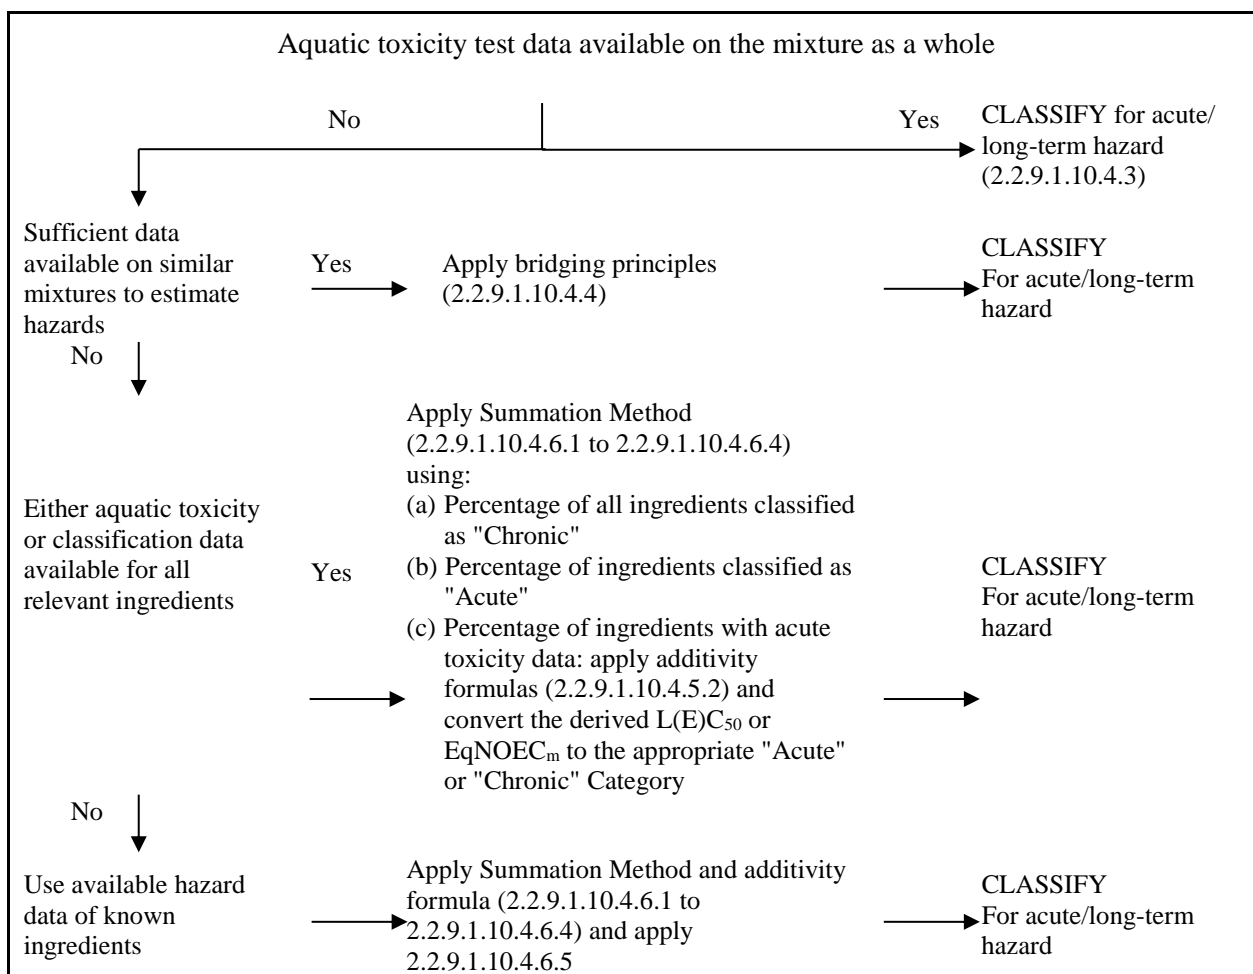 Aquatic toxicity test data available on the mixture as a whole
No
Yes
CLASSIFY for acute/
long-term hazard
(2.2.9.1.10.4.3)
Sufficient data
available on similar
mixtures to estimate
hazards
Yes
Apply bridging principles
(2.2.9.1.10.4.4)
CLASSIFY
For acute/long-term
hazard
No
Either aquatic toxicity
or classification data
available for all
relevant ingredients
Yes
Apply Summation Method
(2.2.9.1.10.4.6.1 to 2.2.9.1.10.4.6.4)
using:
(a) Percentage of all ingredients classified
as "Chronic"
(b) Percentage of ingredients classified as
"Acute"
(c) Percentage of ingredients with acute
toxicity data: apply additivity
formulas (2.2.9.1.10.4.5.2) and
convert the derived L(E)C₅₀ or
EqNOECₘ to the appropriate "Acute"
or "Chronic" Category
CLASSIFY
For acute/long-term
hazard
No
Use available hazard
data of known
ingredients
Apply Summation Method and additivity
formula (2.2.9.1.10.4.6.1 to
2.2.9.1.10.4.6.4) and apply
2.2.9.1.10.4.6.5
CLASSIFY
For acute/long-term
hazard